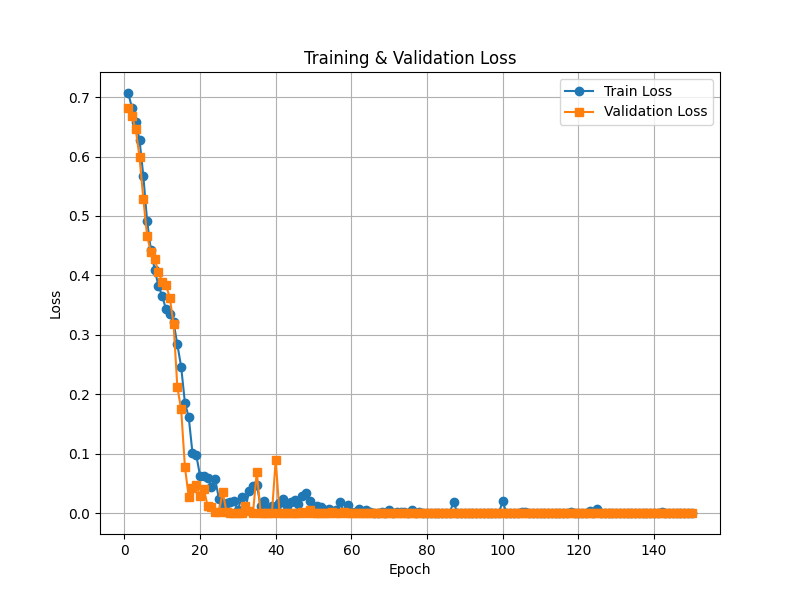 Training & Validation Loss
Train Loss
Validation Loss
0.7
0.6
0.5
0.4
0.3
0.2
0.1
0.0
Loss
0 20 40 60 80 100 120 140
Epoch